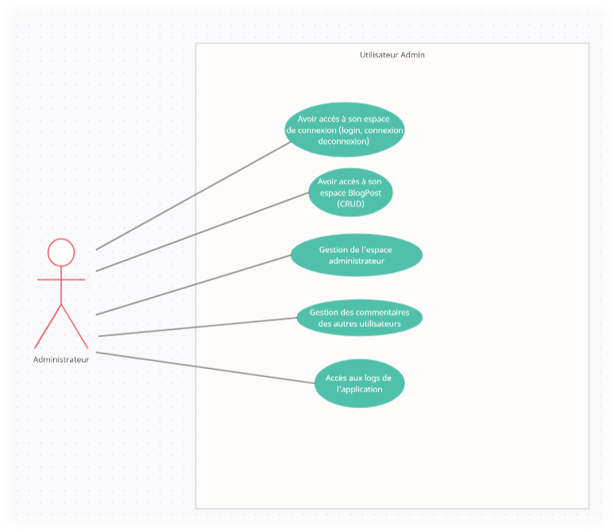 Utilisateur Admin
Avoir accès à son espace
de connexion (login, connexion
deconnexion)
Avoir accès à son
espace BlogPost
(CRUD)
Gestion de l'espace
administrateur
Gestion des commentaires
des autres utilisateurs
Accès aux logs de
l'application
Administrateur